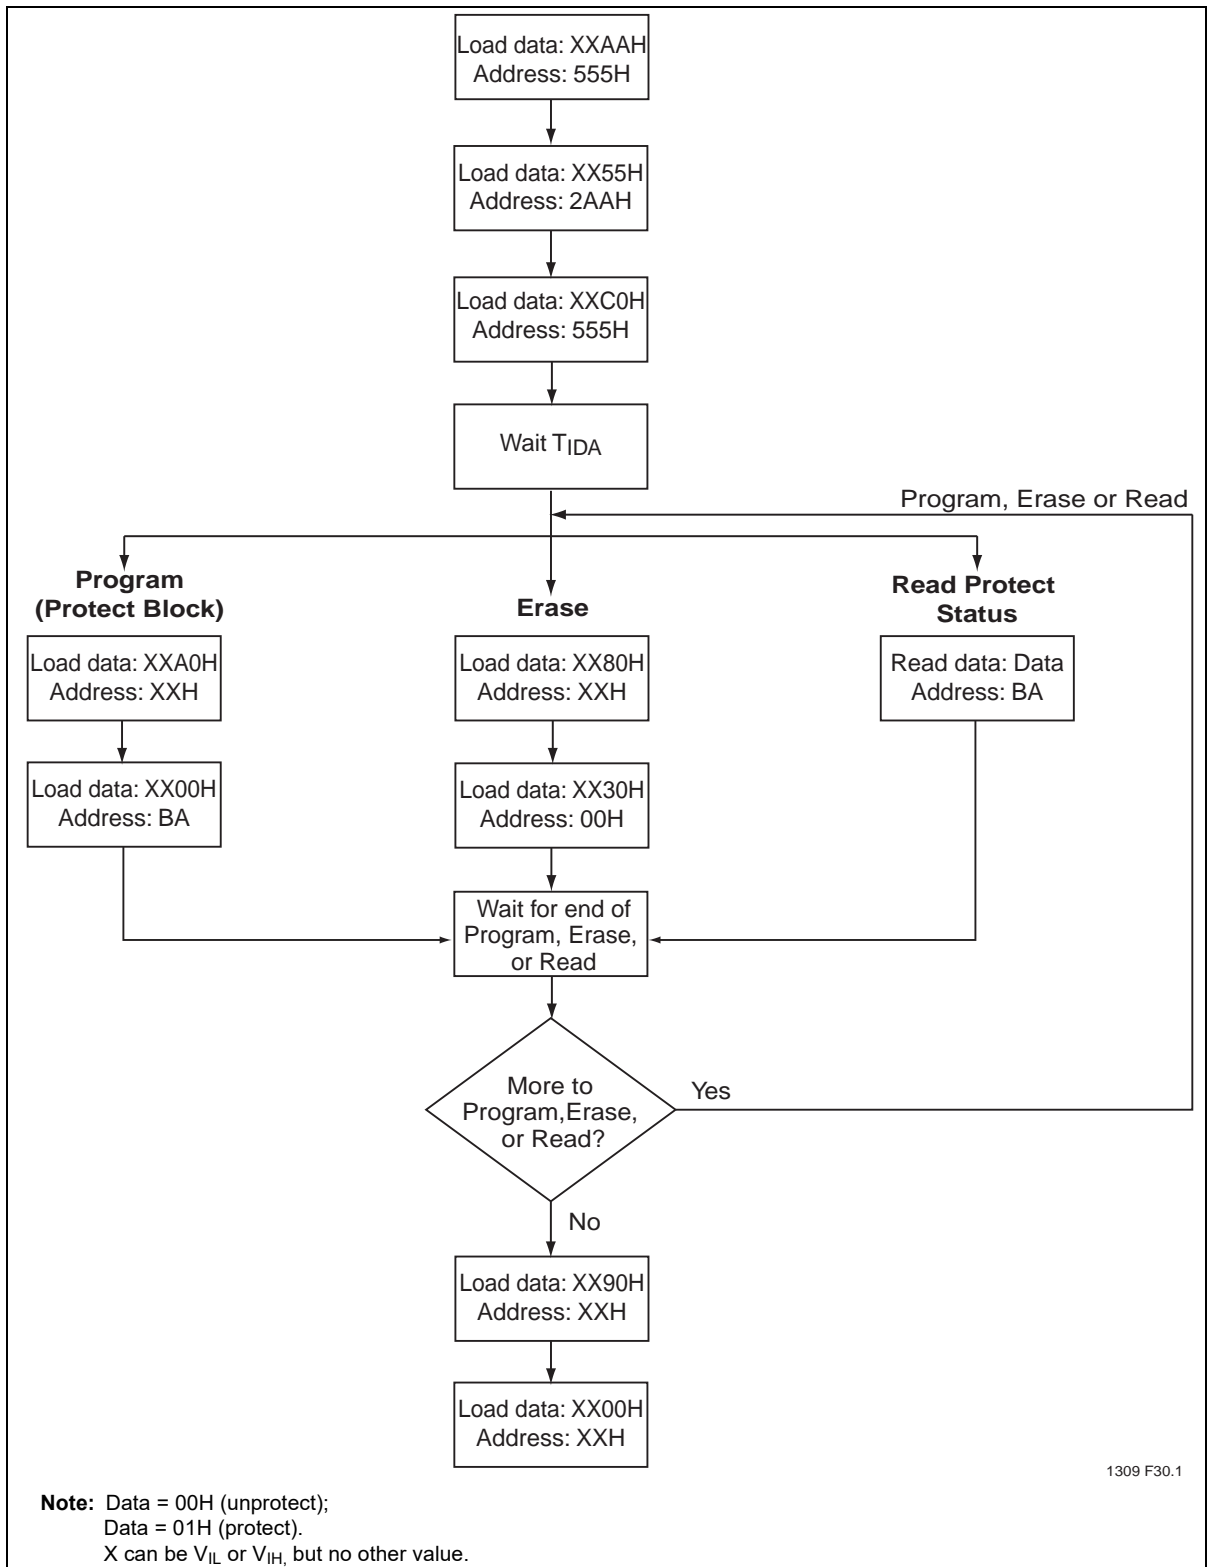 Load data: XXAAH
Address: 555H
Load data: XX55H
Address: 2AAH
Load data: XXC0H
Address: 555H
Wait TIDA
Program, Erase or Read
Program
(Protect Block)
Load data: XXA0H
Address: XXH
Load data: XX00H
Address: BA
Erase
Load data: XX80H
Address: XXH
Load data: XX30H
Address: 00H
Read Protect
Status
Read data: Data
Address: BA
Wait for end of
Program, Erase,
or Read
More to
Program,Erase,
or Read?
Yes
No
Load data: XX90H
Address: XXH
Load data: XX00H
Address: XXH
1309 F30.1
Note: Data = 00H (unprotect);
Data = 01H (protect).
X can be VIL or VIH, but no other value.